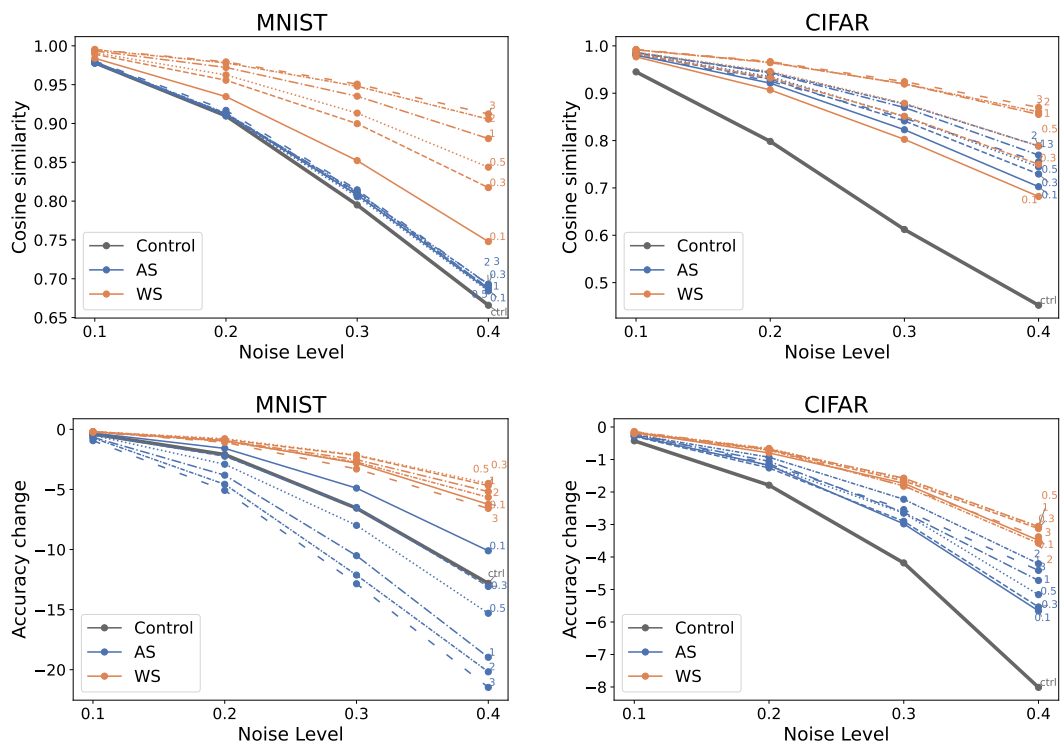 MNIST
Cosine similarity
1.00
0.95
0.90
0.85
0.80
0.75
0.70
0.65
3
2
1
0.5
0.3
0.1
2 3
0.3
1
0.5
0.1
ctrl
Control
AS
WS
0.1 0.2 0.3 0.4
Noise Level
CIFAR
Cosine similarity
1.0
0.9
0.8
0.7
0.6
0.5
3 2
1
0.5
2
13
0.3
0.5
0.3
0.1
0.1
ctrl
Control
AS
WS
0.1 0.2 0.3 0.4
Noise Level
MNIST
Accuracy change
0
−5
−10
−15
−20
0.5 0.3
1
2
0.1
3
0.1
ctrl
0.3
0.5
1
2
3
Control
AS
WS
0.1 0.2 0.3 0.4
Noise Level
CIFAR
Accuracy change
0
−1
−2
−3
−4
−5
−6
−7
−8
0.5
1
0.3
3
0.1
2
2
3
1
0.5
0.3
0.1
ctrl
Control
AS
WS
0.1 0.2 0.3 0.4
Noise Level